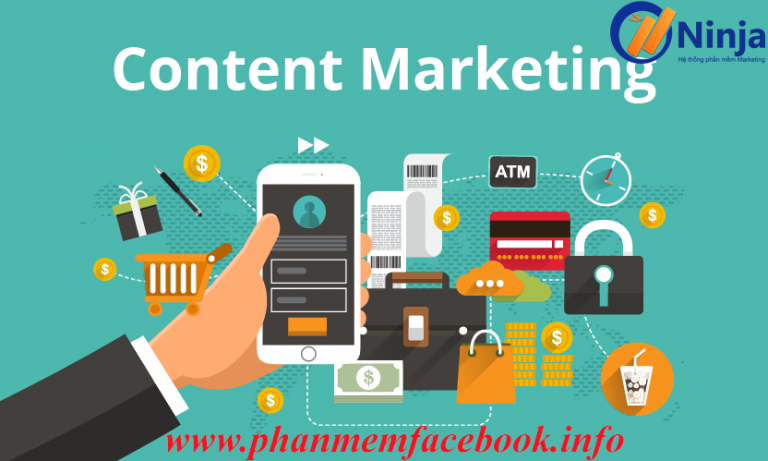 Ninja
Hệ thống phần mềm Marketing
Content Marketing
ATM
www.phanmemfacebook.info